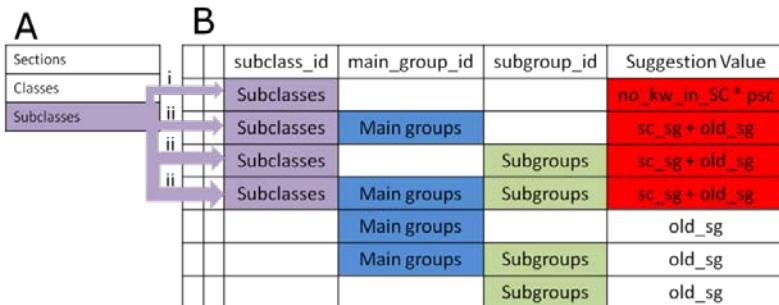 A
B
Sections
Classes
Subclasses
i
ii
ii
ii
subclass_id main_group_id subgroup_id Suggestion Value
Subclasses no_kw_in_SC * psc
Subclasses Main groups sc_sg + old_sg
Subclasses Subgroups sc_sg + old_sg
Subclasses Main groups Subgroups sc_sg + old_sg
Main groups old_sg
Main groups Subgroups old_sg
Subgroups old_sg